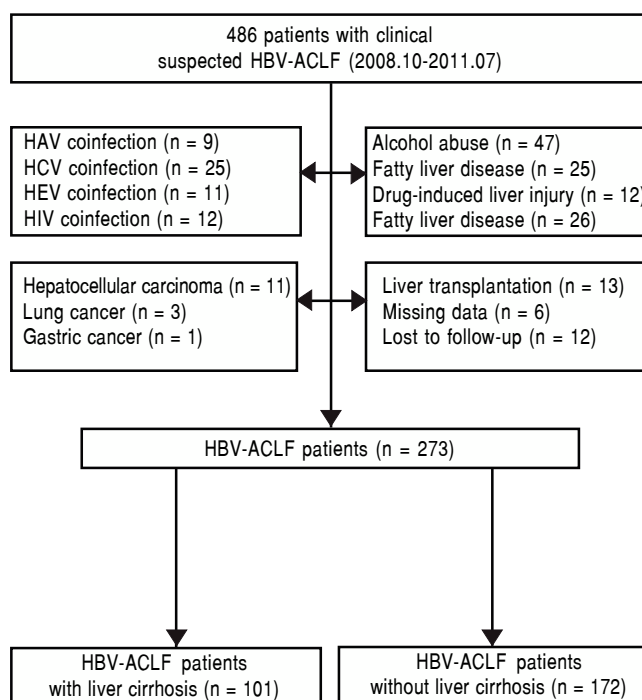 486 patients with clinical
suspected HBV-ACLF (2008.10-2011.07)
HAV coinfection (n = 9)
HCV coinfection (n = 25)
HEV coinfection (n = 11)
HIV coinfection (n = 12)
Alcohol abuse (n = 47)
Fatty liver disease (n = 25)
Drug-induced liver injury (n = 12)
Fatty liver disease (n = 26)
Hepatocellular carcinoma (n = 11)
Lung cancer (n = 3)
Gastric cancer (n = 1)
Liver transplantation (n = 13)
Missing data (n = 6)
Lost to follow-up (n = 12)
HBV-ACLF patients (n = 273)
HBV-ACLF patients
with liver cirrhosis (n = 101)
HBV-ACLF patients
without liver cirrhosis (n = 172)